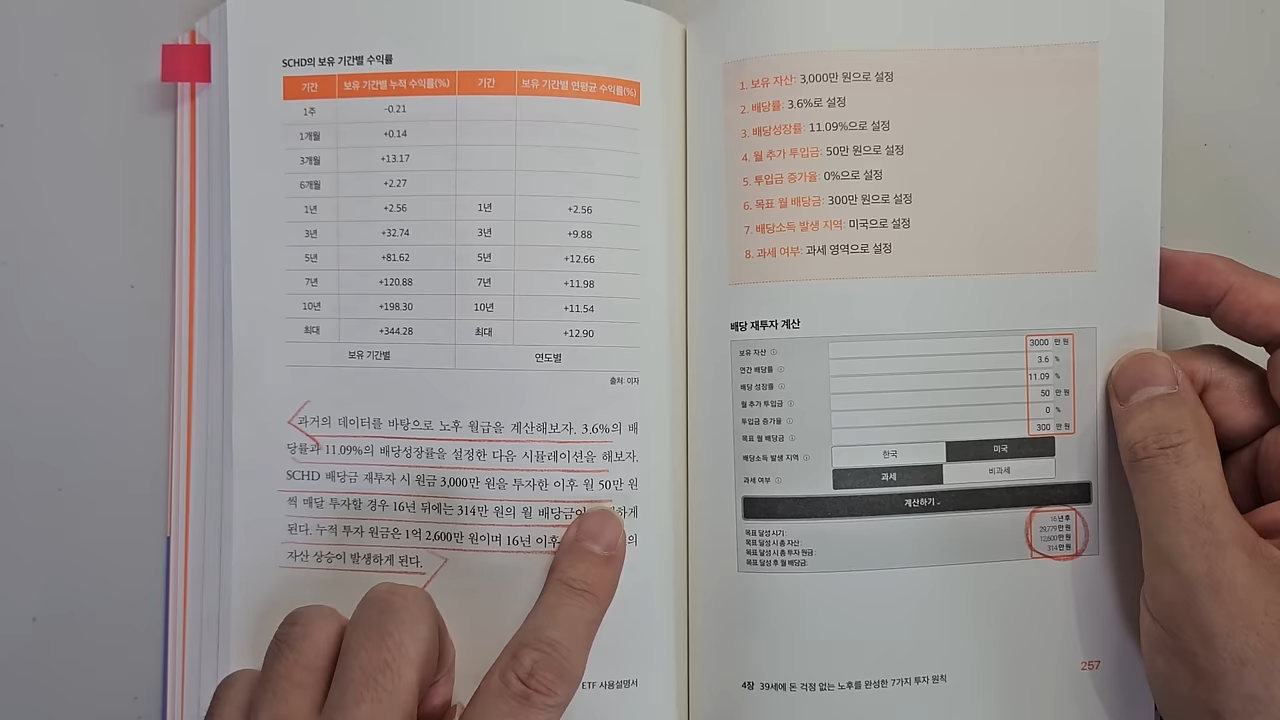 SCHD의 보유 기간별 수익률
기간 보유 기간별 누적 수익률(%) 기간 보유 기간별 연평균 수익률(%)
1주 -0.21
1개월 +0.14
3개월 +13.17
6개월 +2.27
1년 +2.56 1년 +2.56
3년 +32.74 3년 +9.88
5년 +81.62 5년 +12.66
7년 +120.88 7년 +11.98
10년 +198.30 10년 +11.54
최대 +344.28 최대 +12.90
보유 기간별 연도별
출처: 이자
과거의 데이터를 바탕으로 노후 월급을 계산해보자. 3.6%의 배
당률과 11.09%의 배당성장률을 설정한 다음 시뮬레이션을 해보자.
SCHD 배당금 재투자 시 원금 3,000만 원을 투자한 이후 월 50만 원
씩 매달 투자할 경우 16년 뒤에는 314만 원의 월 배당금이 하게
된다. 누적 투자 원금은 1억 2,600만 원이며 16년 이후 의
자산 상승이 발생하게 된다.
ETF 사용설명서
1. 보유 자산: 3,000만 원으로 설정
2. 배당률: 3.6%로 설정
3. 배당성장률: 11.09%으로 설정
4. 월 추가 투입금: 50만 원으로 설정
5. 투입금 증가율: 0%으로 설정
6. 목표 월 배당금: 300만 원으로 설정
7. 배당소득 발생 지역: 미국으로 설정
8. 과세 여부: 과세 영역으로 설정
배당 재투자 계산
보유 자산 3000 만 원
연간 배당률 3.6 %
배당 성장률 11.09 %
월 추가 투입금 50 만 원
투입금 증가율 0 %
목표 월 배당금 300 만 원
배당소득 발생 지역 한국 미국
과세 여부 과세 비과세
계산하기
목표 달성 시기: 16년 후
목표 달성 시 총 자산: 29,779만 원
목표 달성 시 총 투자 원금: 12,600만 원
목표 달성 후 월 배당금: 314만 원
257
4장 39세에 돈 걱정 없는 노후를 완성한 7가지 투자 원칙